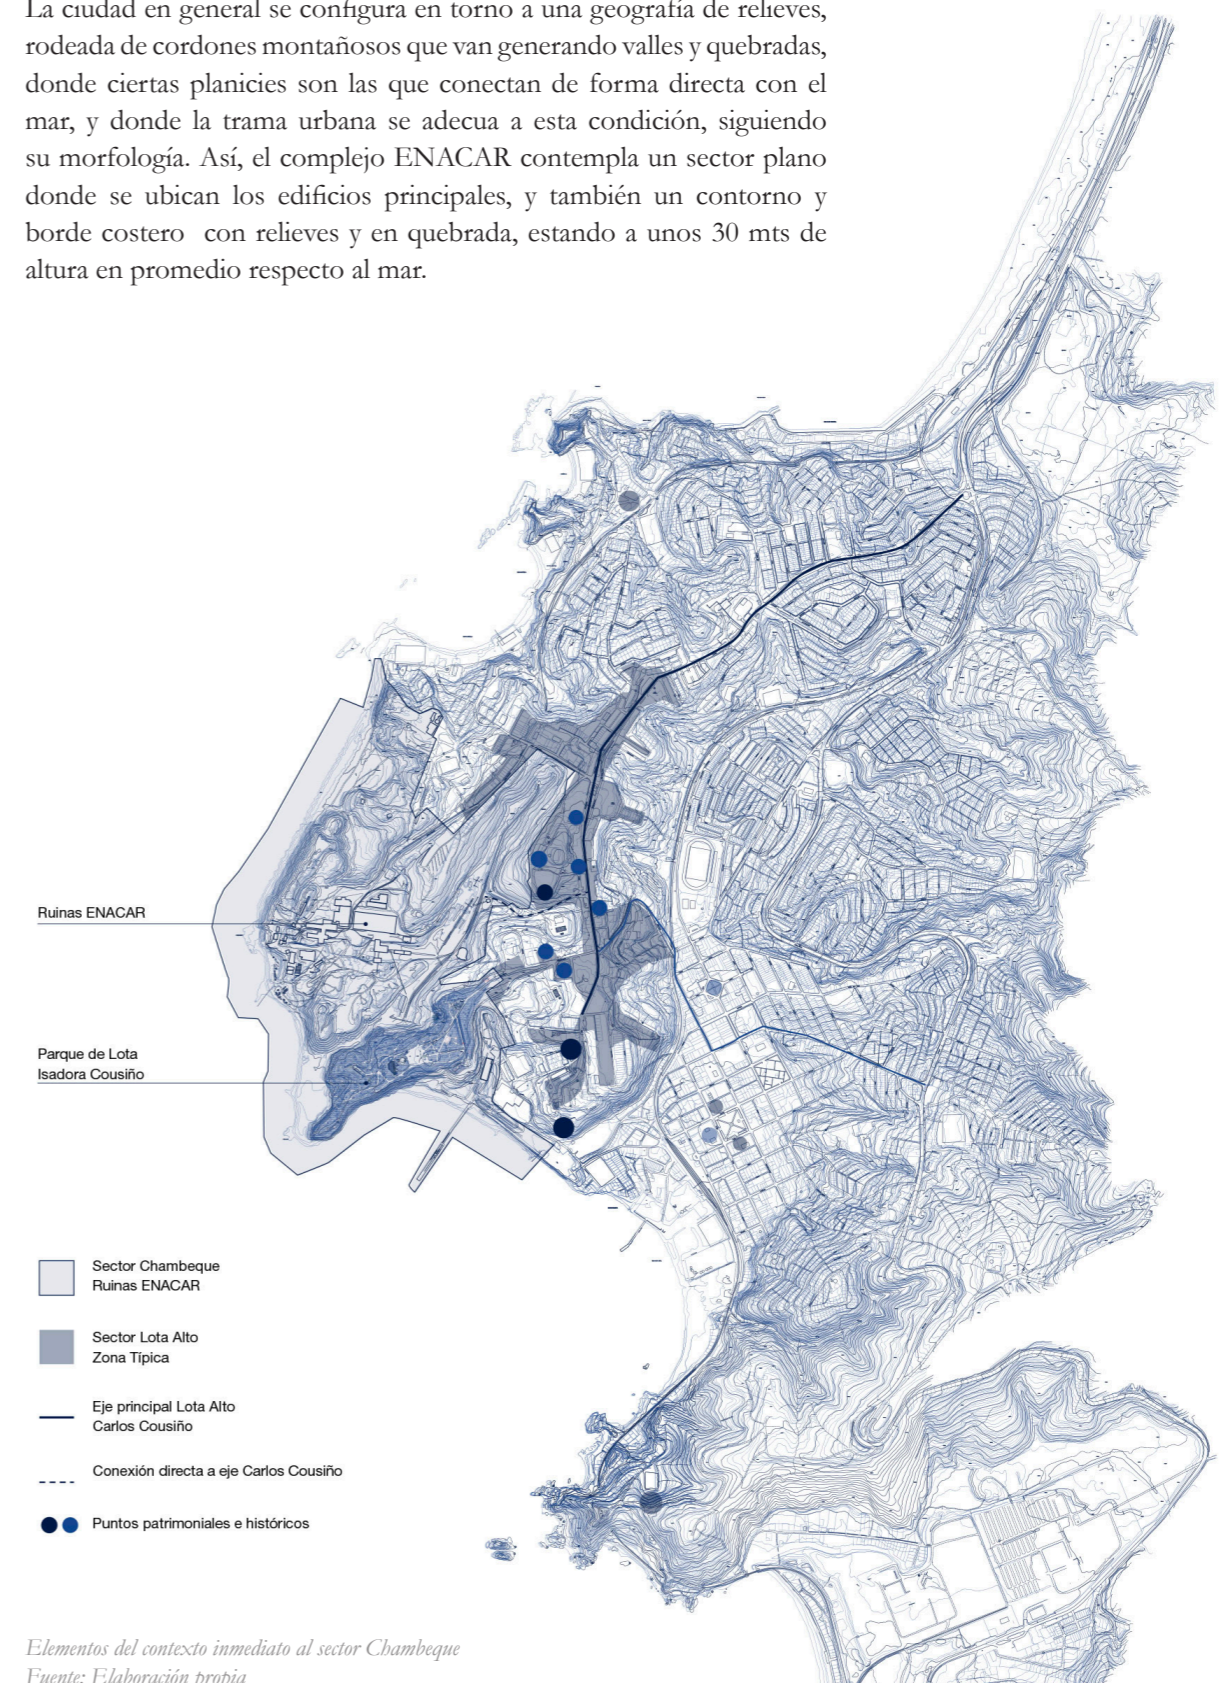 La ciudad en general se configura en torno a una geografía de relieves,
rodeada de cordones montañosos que van generando valles y quebradas,
donde ciertas planicies son las que conectan de forma directa con el
mar, y donde la trama urbana se adecua a esta condición, siguiendo
su morfología. Así, el complejo ENACAR contempla un sector plano
donde se ubican los edificios principales, y también un contorno y
borde costero con relieves y en quebrada, estando a unos 30 mts de
altura en promedio respecto al mar.
Ruinas ENACAR
Parque de Lota
Isadora Cousiño
Sector Chambeque
Ruinas ENACAR
Sector Lota Alto
Zona Típica
Eje principal Lota Alto
Carlos Cousiño
Conexión directa a eje Carlos Cousiño
Puntos patrimoniales e históricos
Elementos del contexto inmediato al sector Chambeque
Fuente: Elaboración propia